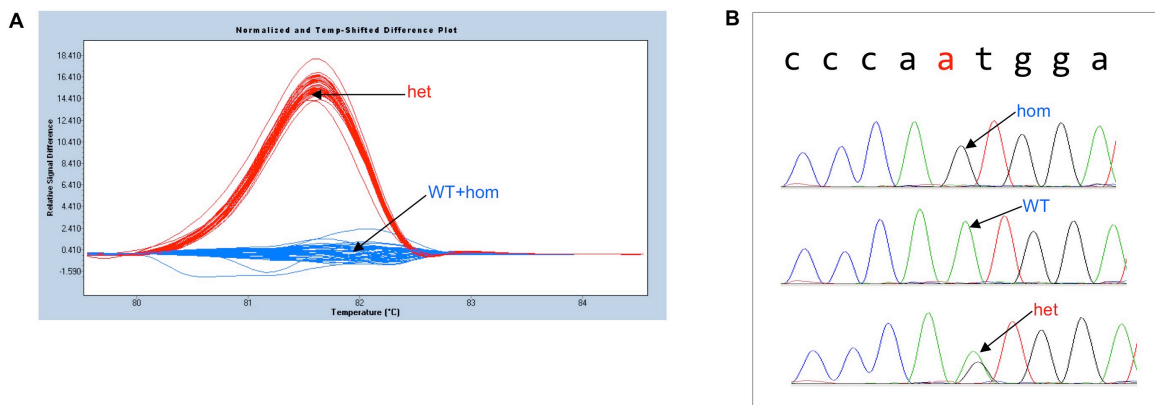 A
Normalized and Temp-Shifted Difference Plot
Relative Signal Difference
18.410
16.410
14.410
12.410
10.410
8.410
6.410
4.410
2.410
0.410
-1.590
het
WT+hom
80 81 82 83 84
Temperature (°C)
B
c c c a a t g g a
hom
WT
het